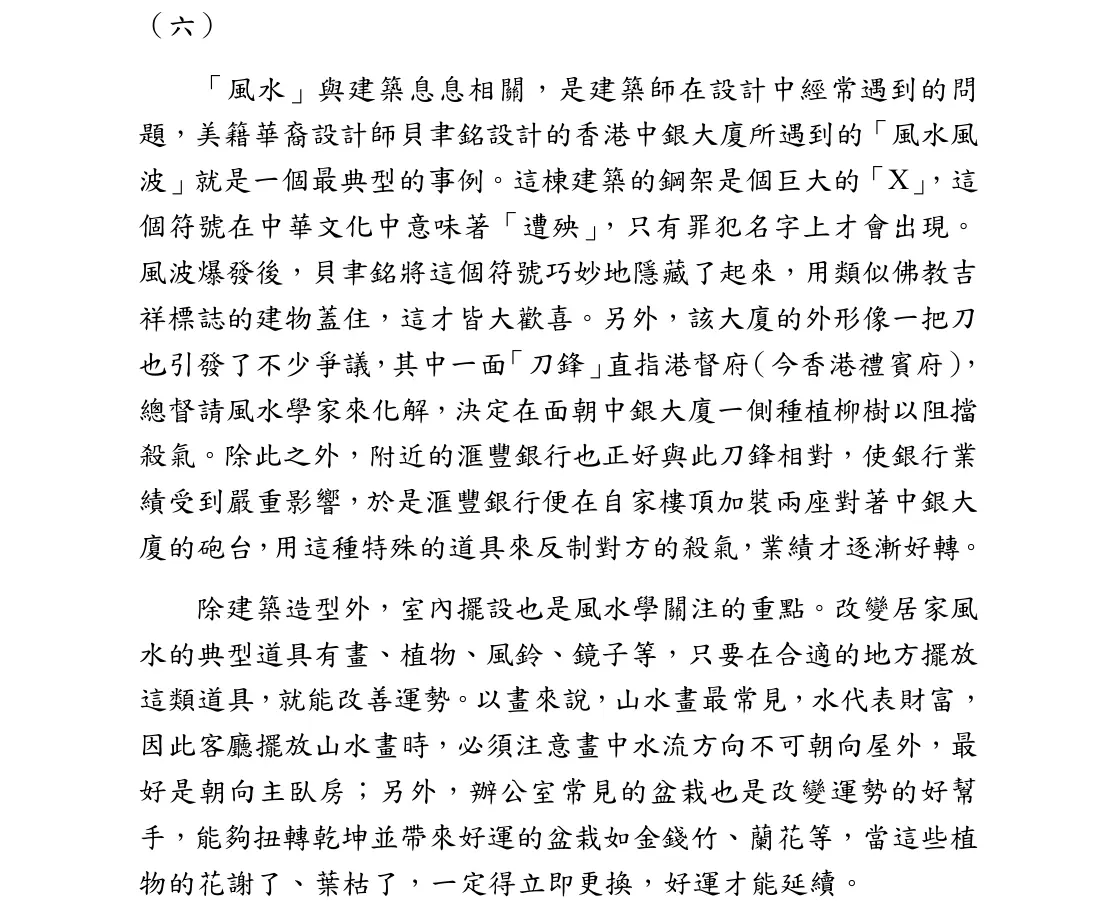 （六）
「風水」與建築息息相關，是建築師在設計中經常遇到的問
題，美籍華裔設計師貝聿銘設計的香港中銀大廈所遇到的「風水風
波」就是一個最典型的事例。這棟建築的鋼架是個巨大的「X」，這
個符號在中華文化中意味著「遭殃」，只有罪犯名字上才會出現。
風波爆發後，貝聿銘將這個符號巧妙地隱藏了起來，用類似佛教吉
祥標誌的建物蓋住，這才皆大歡喜。另外，該大廈的外形像一把刀
也引發了不少爭議，其中一面「刀鋒」直指港督府（今香港禮賓府），
總督請風水學家來化解，決定在面朝中銀大廈一側種植柳樹以阻擋
殺氣。除此之外，附近的滙豐銀行也正好與此刀鋒相對，使銀行業
績受到嚴重影響，於是滙豐銀行便在自家樓頂加裝兩座對著中銀大
廈的砲台，用這種特殊的道具來反制對方的殺氣，業績才逐漸好轉。
除建築造型外，室內擺設也是風水學關注的重點。改變居家風
水的典型道具有畫、植物、風鈴、鏡子等，只要在合適的地方擺放
這類道具，就能改善運勢。以畫來說，山水畫最常見，水代表財富，
因此客廳擺放山水畫時，必須注意畫中水流方向不可朝向屋外，最
好是朝向主臥房；另外，辦公室常見的盆栽也是改變運勢的好幫
手，能夠扭轉乾坤並帶來好運的盆栽如金錢竹、蘭花等，當這些植
物的花謝了、葉枯了，一定得立即更換，好運才能延續。